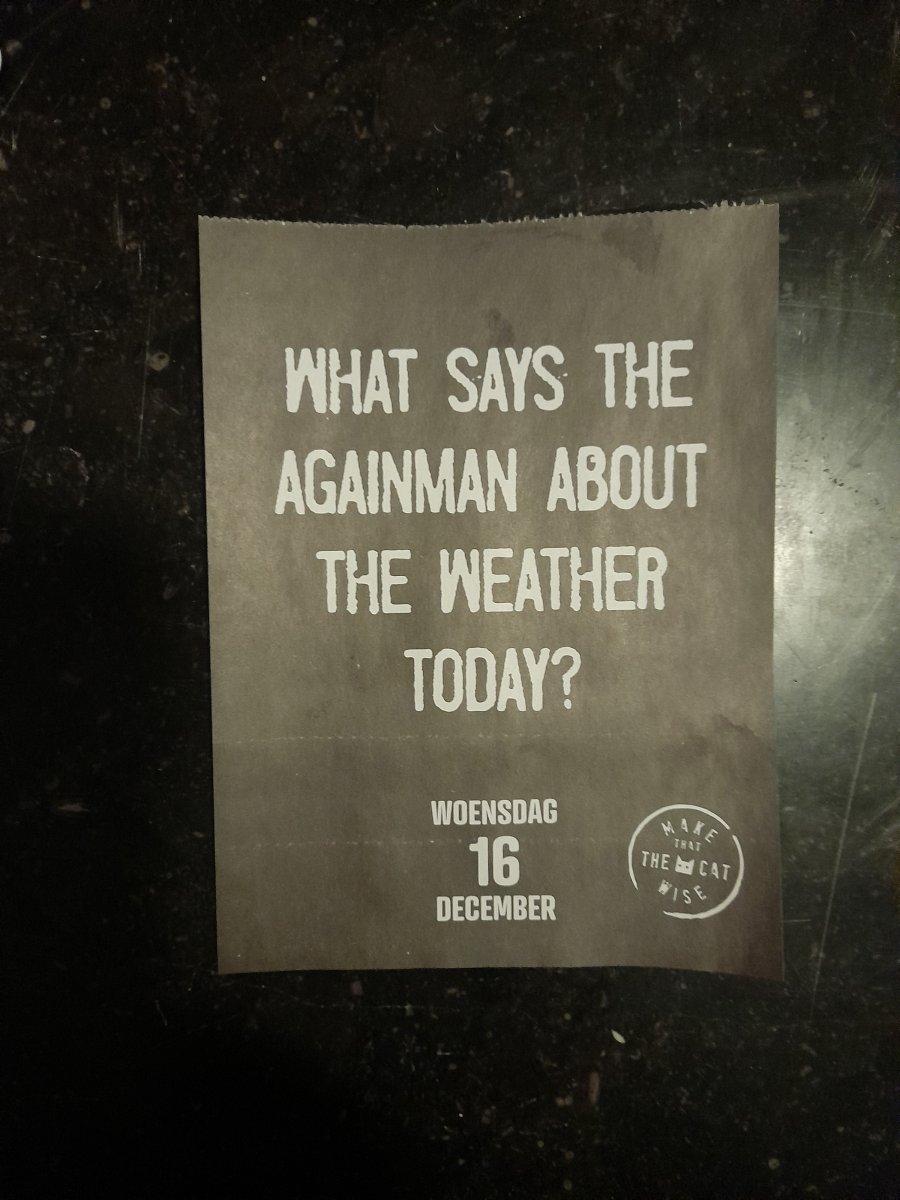 WHAT SAYS THE
AGAINMAN ABOUT
THE WEATHER
TODAY?
WOENSDAG
16
DECEMBER
MAKE
THAT
THE CAT
WISE